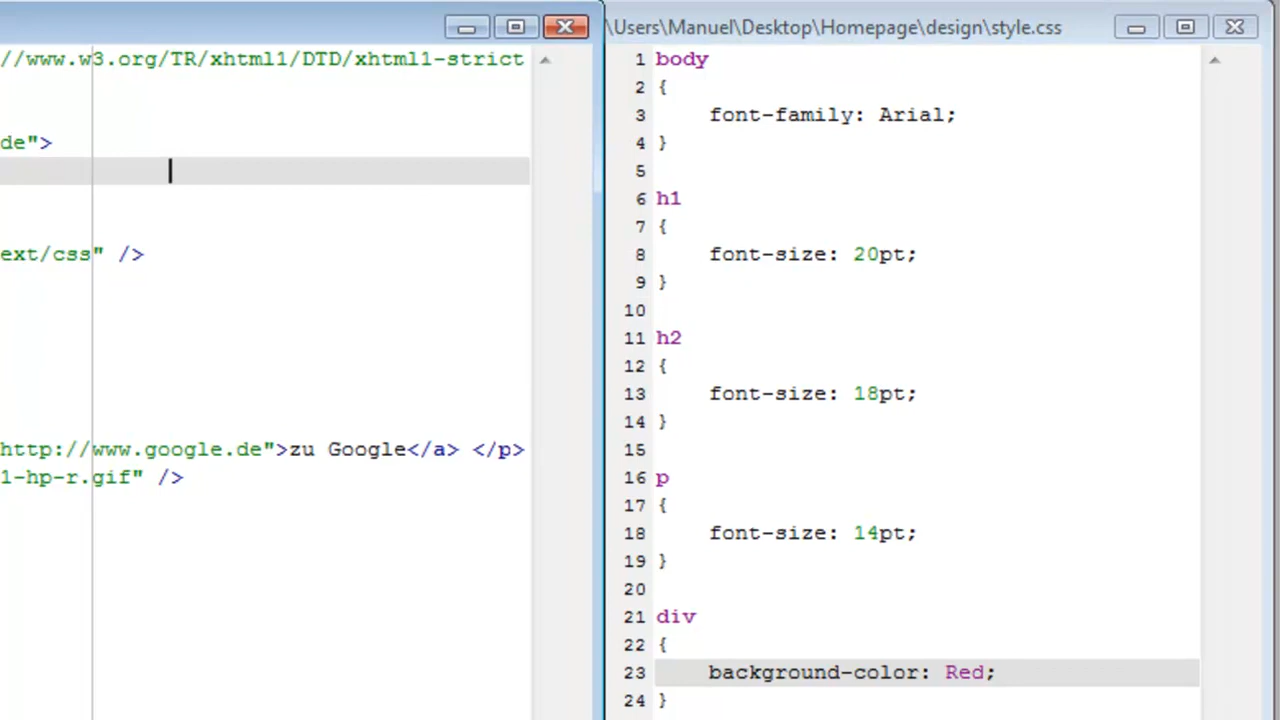 //www.w3.org/TR/xhtml1/DTD/xhtml1-strict
de">
ext/css" />
http://www.google.de">zu Google</a> </p>
1-hp-r.gif" />
\Users\Manuel\Desktop\Homepage\design\style.css
1 body
2 {
3 font-family: Arial;
4 }
5
6 h1
7 {
8 font-size: 20pt;
9 }
10
11 h2
12 {
13 font-size: 18pt;
14 }
15
16 p
17 {
18 font-size: 14pt;
19 }
20
21 div
22 {
23 background-color: Red;
24 }